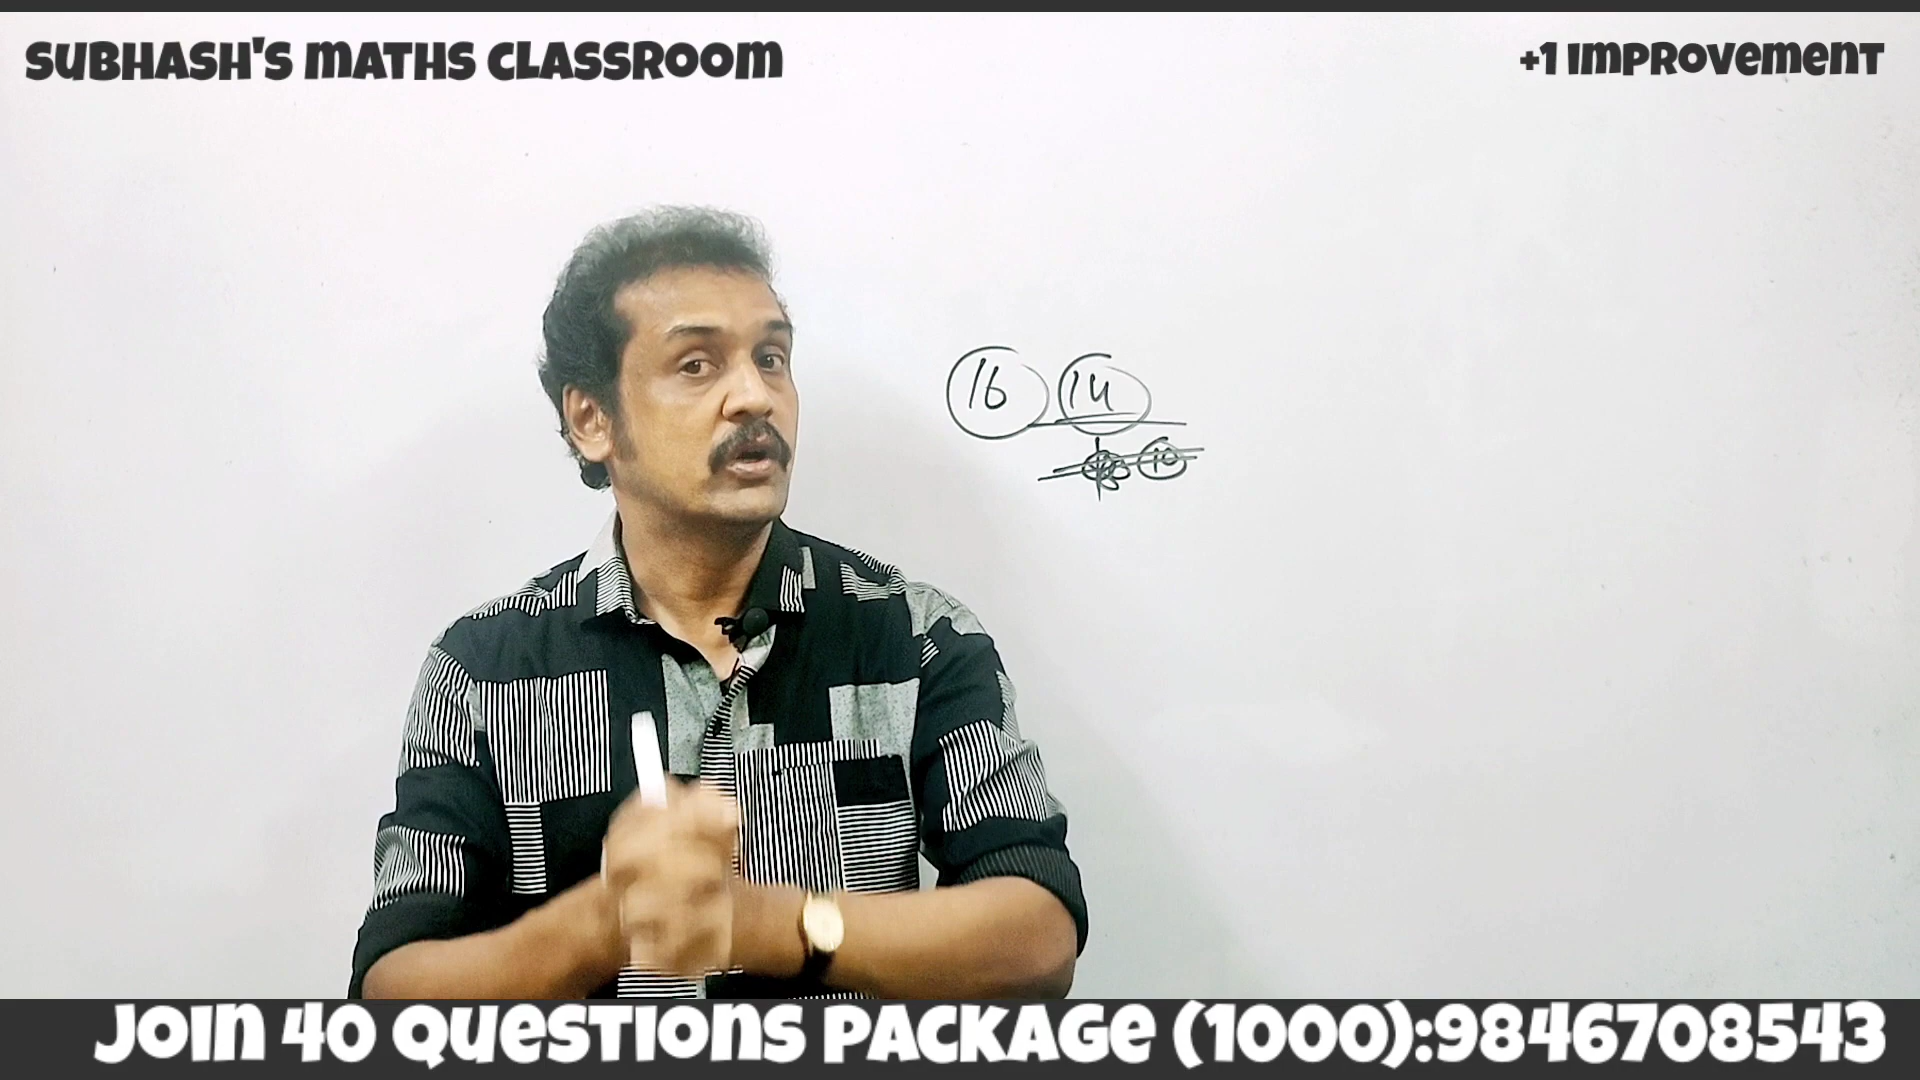 SUBHASH'S MATHS CLASSROOM
+1 IMPROVEMENT
16 14
10
JOIN 40 QUESTIONS PACKAGE (1000):9846708543